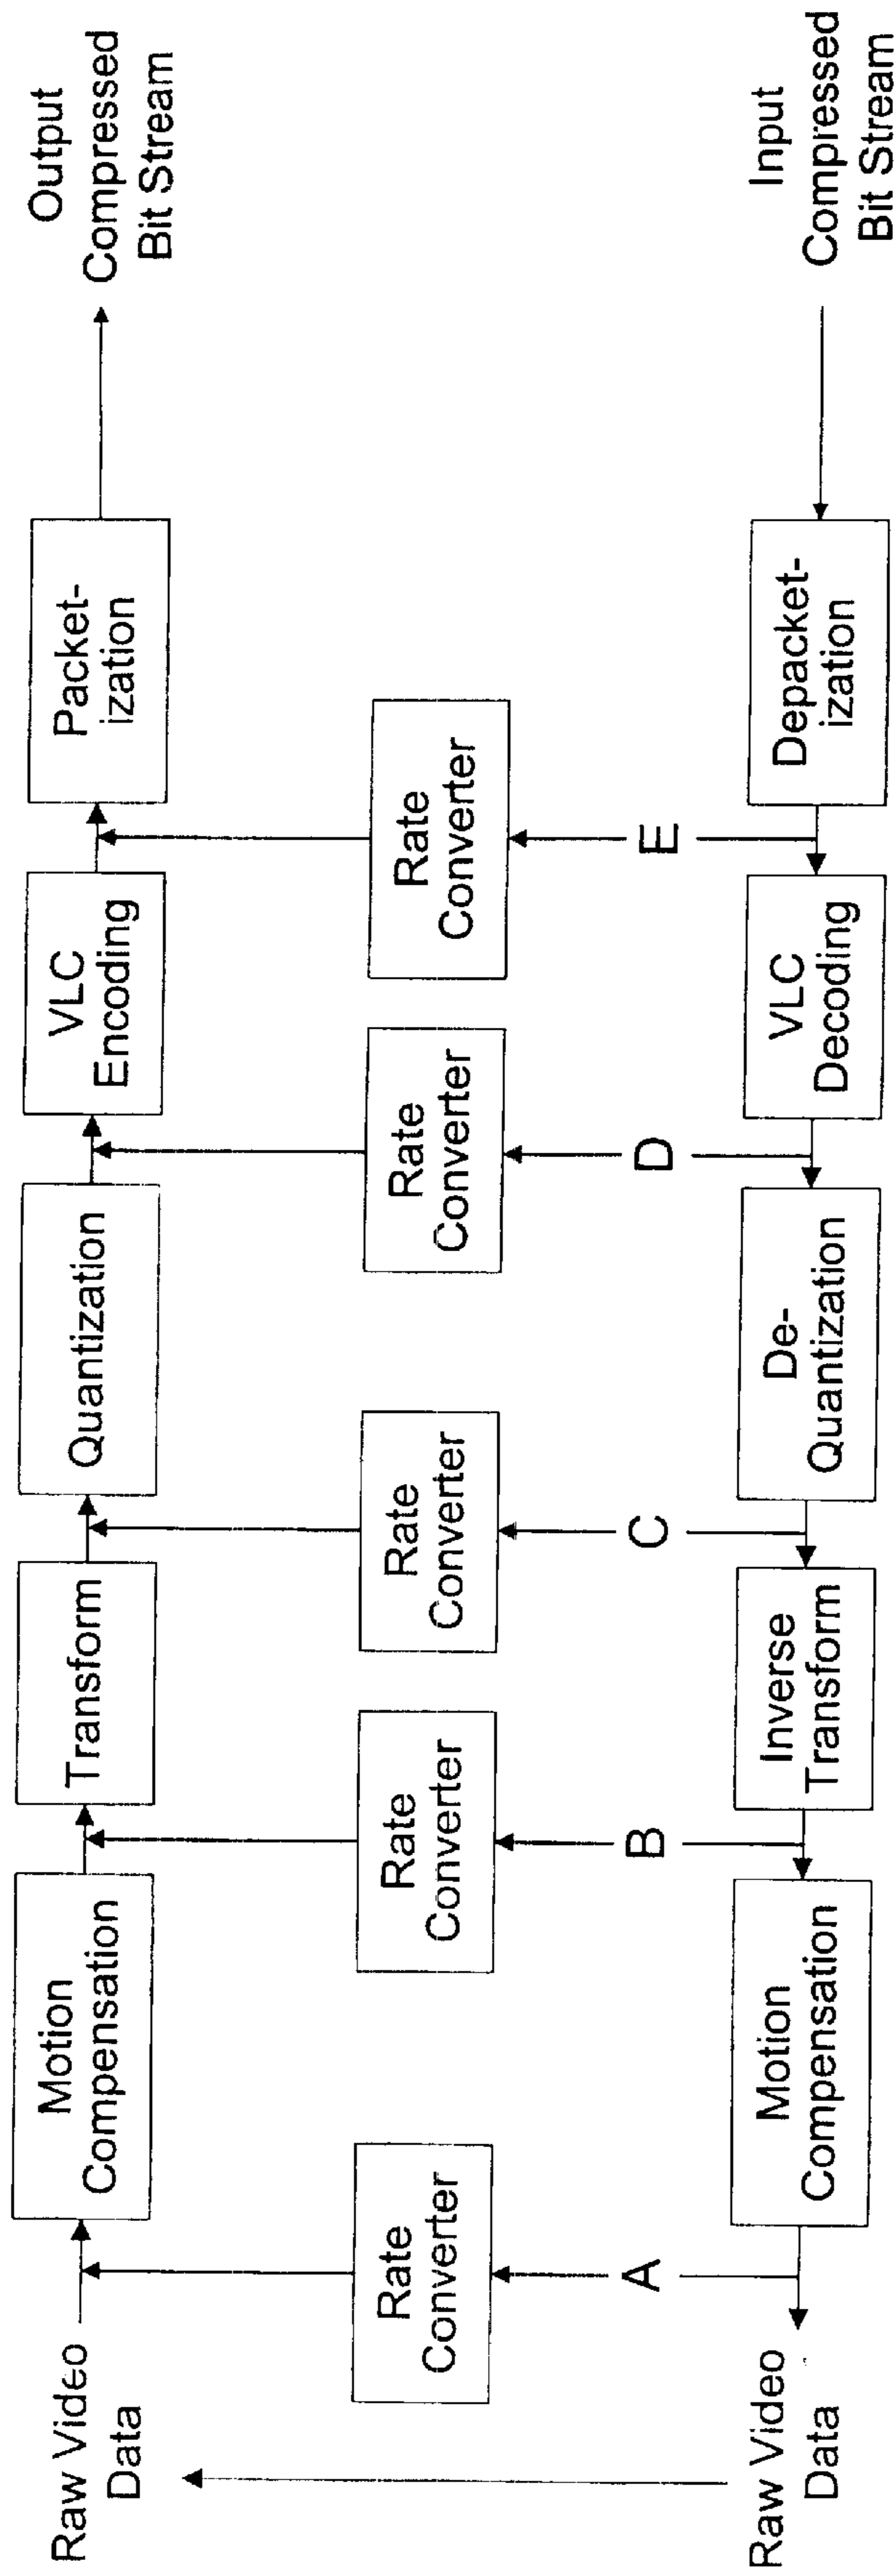 Raw Video
Data
Motion
Compensation
Transform
Quantization
VLC
Encoding
Packet-
ization
Output
Compressed
Bit Stream
Rate
Converter
Rate
Converter
Rate
Converter
Rate
Converter
Rate
Converter
A
B
C
D
E
Raw Video
Data
Motion
Compensation
Inverse
Transform
De-
Quantization
VLC
Decoding
Depacket-
ization
Input
Compressed
Bit Stream